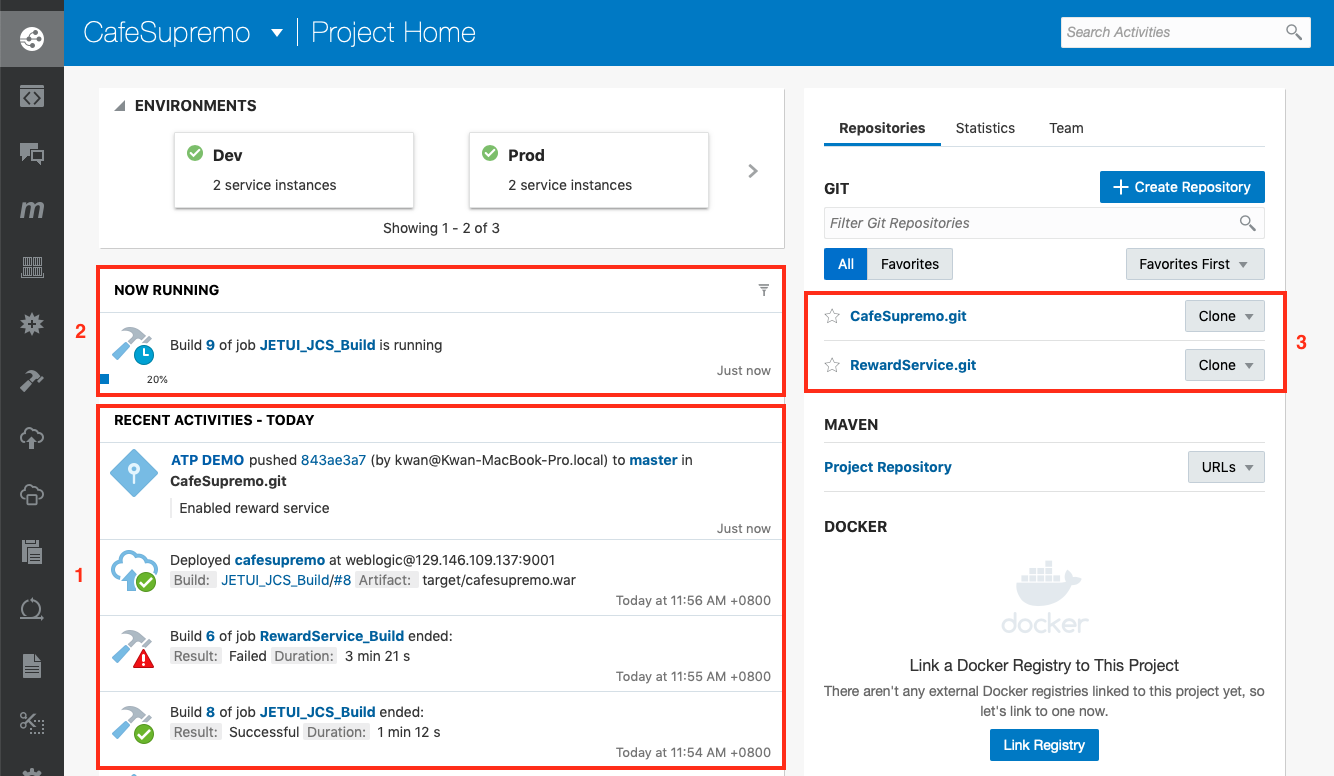 CafeSupremo Project Home
Search Activities
ENVIRONMENTS
Dev
2 service instances
Prod
2 service instances
Showing 1 - 2 of 3
2
NOW RUNNING
Build 9 of job JETUI_JCS_Build is running
20%
Just now
1
RECENT ACTIVITIES - TODAY
ATP DEMO pushed 843ae3a7 (by kwan@Kwan-MacBook-Pro.local) to master in
CafeSupremo.git
Enabled reward service
Just now
Deployed cafesupremo at weblogic@129.146.109.137:9001
Build: JETUI_JCS_Build/#8 Artifact: target/cafesupremo.war
Today at 11:56 AM +0800
Build 6 of job RewardService_Build ended:
Result: Failed Duration: 3 min 21 s
Today at 11:55 AM +0800
Build 8 of job JETUI_JCS_Build ended:
Result: Successful Duration: 1 min 12 s
Today at 11:54 AM +0800
Repositories Statistics Team
GIT
Create Repository
Filter Git Repositories
All Favorites
Favorites First
3
CafeSupremo.git Clone
RewardService.git Clone
MAVEN
Project Repository URLs
DOCKER
docker
Link a Docker Registry to This Project
There aren't any external Docker registries linked to this project yet, so
let's link to one now.
Link Registry
m